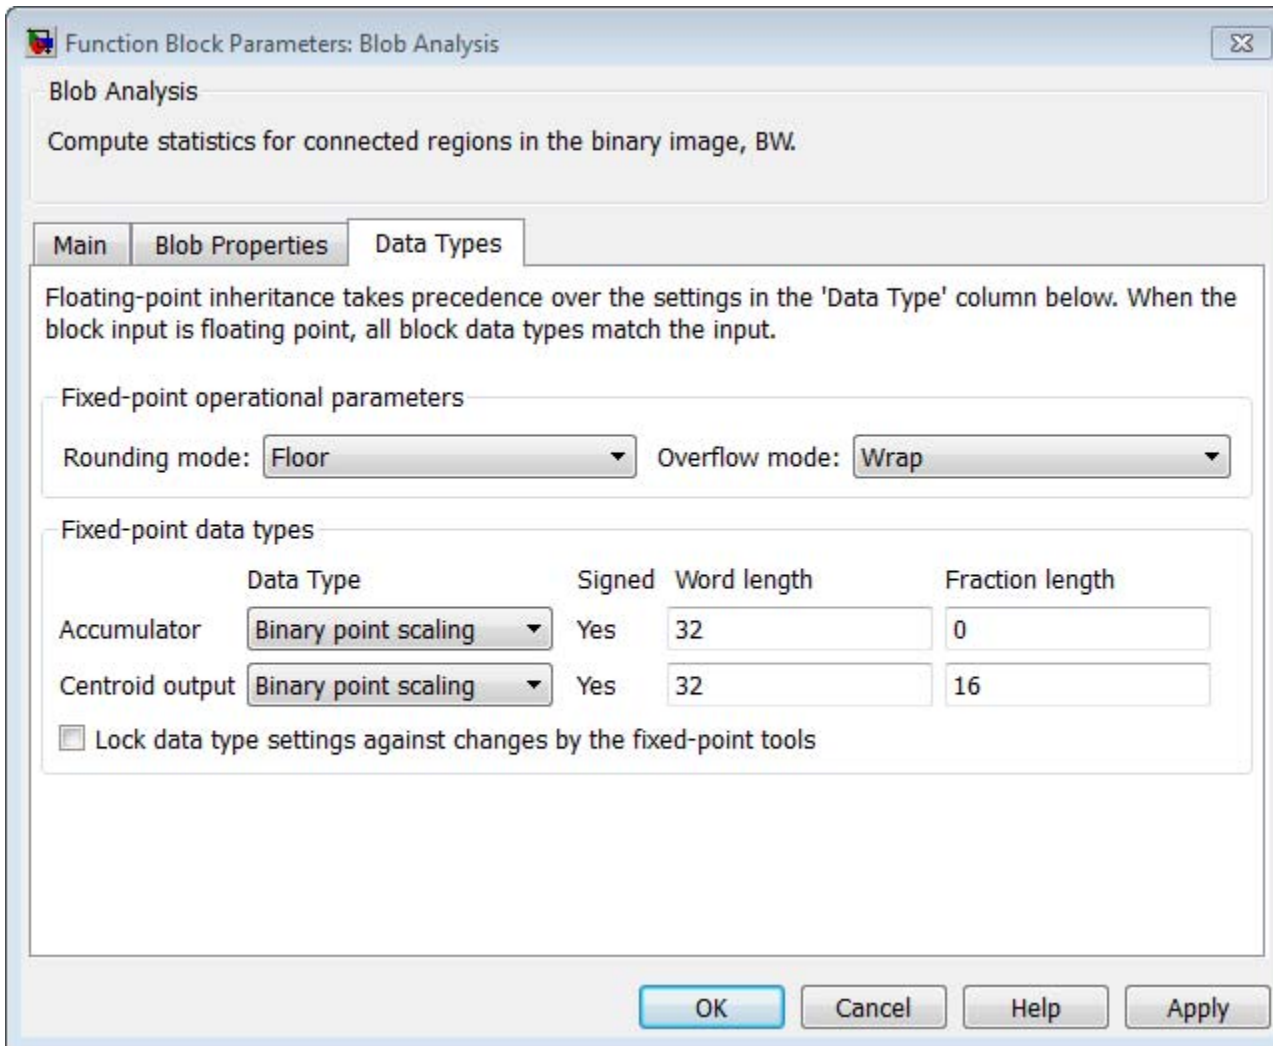 Function Block Parameters: Blob Analysis
Blob Analysis
Compute statistics for connected regions in the binary image, BW.
Main Blob Properties Data Types
Floating-point inheritance takes precedence over the settings in the 'Data Type' column below. When the
block input is floating point, all block data types match the input.
Fixed-point operational parameters
Rounding mode: Floor Overflow mode: Wrap
Fixed-point data types
Data Type Signed Word length Fraction length
Accumulator Binary point scaling Yes 32 0
Centroid output Binary point scaling Yes 32 16
Lock data type settings against changes by the fixed-point tools
OK Cancel Help Apply